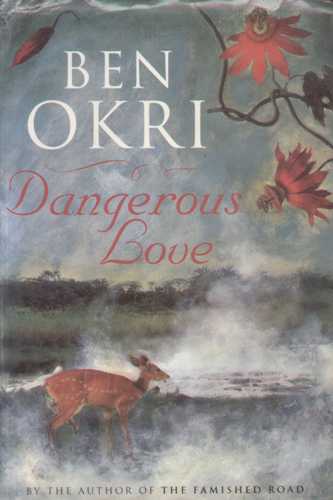 BEN
OKRI
Dangerous
Love
BY THE AUTHOR OF THE FAMISHED ROAD